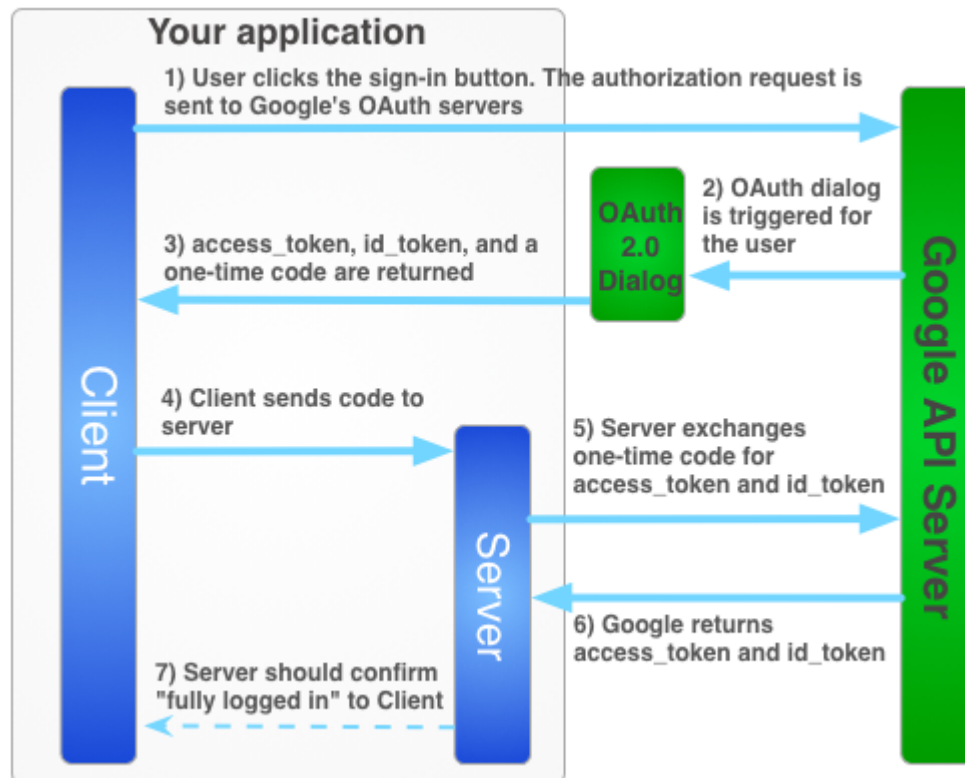 Your application
1) User clicks the sign-in button. The authorization request is
sent to Google's OAuth servers
2) OAuth dialog
is triggered for
the user
OAuth
2.0
Dialog
3) access_token, id_token, and a
one-time code are returned
Google API Server
Client
4) Client sends code to
server
5) Server exchanges
one-time code for
access_token and id_token
Server
6) Google returns
access_token and id_token
7) Server should confirm
"fully logged in" to Client